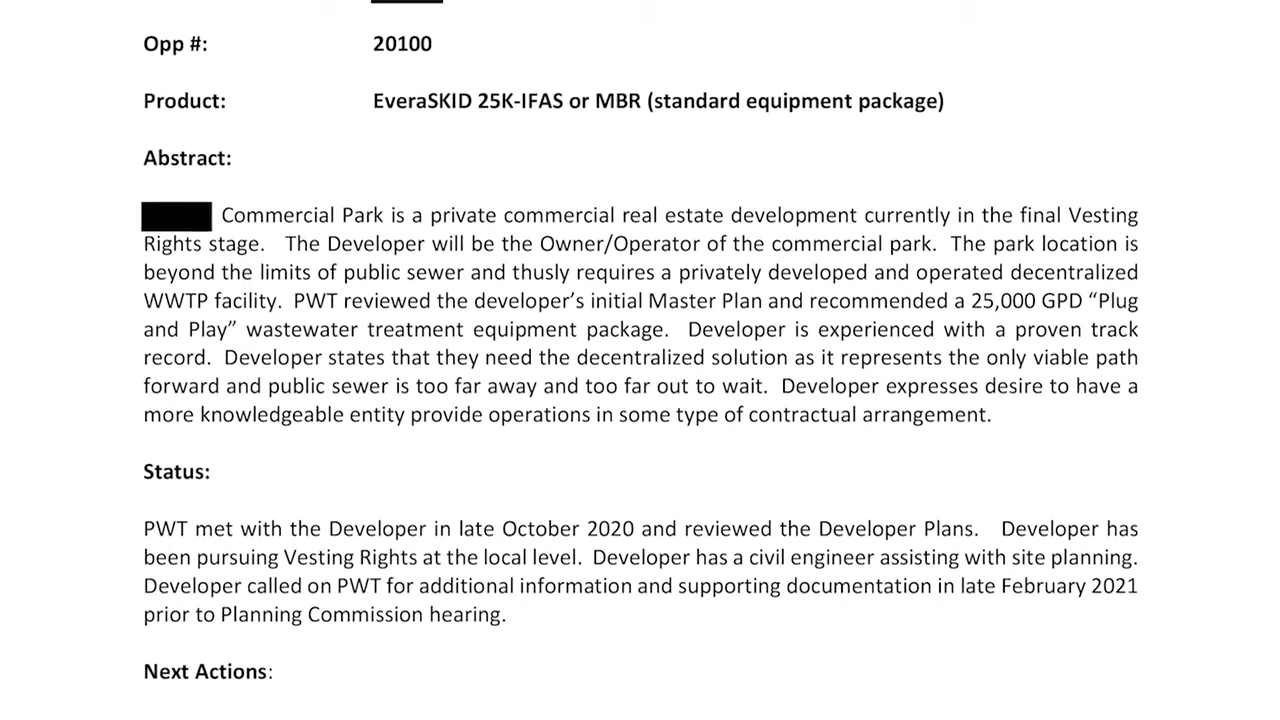 Opp #: 20100
Product: EveraSKID 25K-IFAS or MBR (standard equipment package)
Abstract:
Commercial Park is a private commercial real estate development currently in the final Vesting
Rights stage. The Developer will be the Owner/Operator of the commercial park. The park location is
beyond the limits of public sewer and thusly requires a privately developed and operated decentralized
WWTP facility. PWT reviewed the developer’s initial Master Plan and recommended a 25,000 GPD “Plug
and Play” wastewater treatment equipment package. Developer is experienced with a proven track
record. Developer states that they need the decentralized solution as it represents the only viable path
forward and public sewer is too far away and too far out to wait. Developer expresses desire to have a
more knowledgeable entity provide operations in some type of contractual arrangement.
Status:
PWT met with the Developer in late October 2020 and reviewed the Developer Plans. Developer has
been pursuing Vesting Rights at the local level. Developer has a civil engineer assisting with site planning.
Developer called on PWT for additional information and supporting documentation in late February 2021
prior to Planning Commission hearing.
Next Actions: